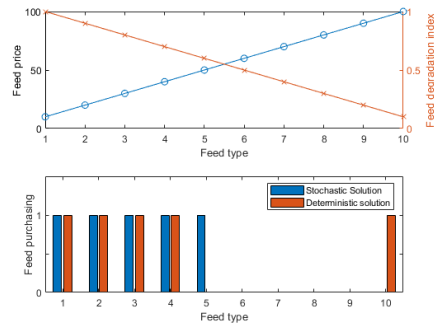 100
50
0
Feed price
1
0.5
0
Feed degradation index
1 2 3 4 5 6 7 8 9 10
Feed type
1
0
Feed purchasing
Stochastic Solution
Deterministic solution
1 2 3 4 5 6 7 8 9 10
Feed type